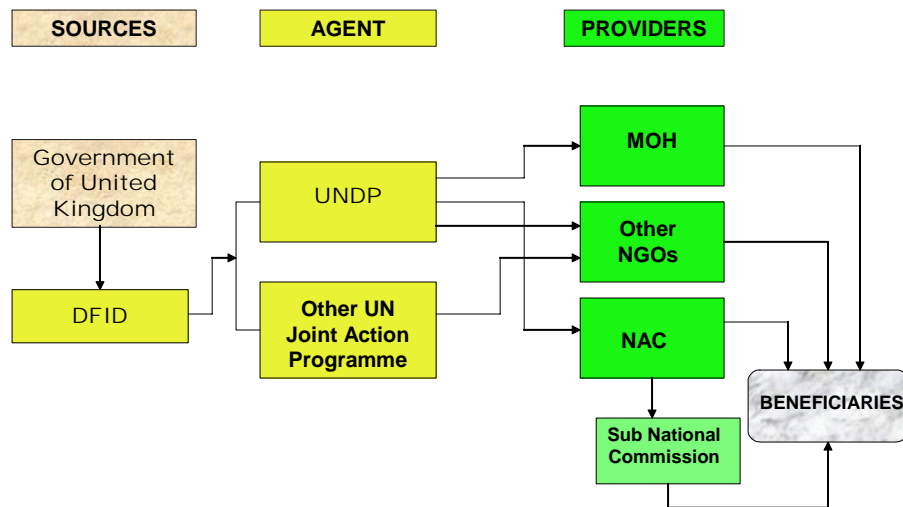 SOURCES
AGENT
PROVIDERS
Government
of United
Kingdom
DFID
UNDP
Other UN
Joint Action
Programme
MOH
Other
NGOs
NAC
Sub National
Commission
BENEFICIARIES